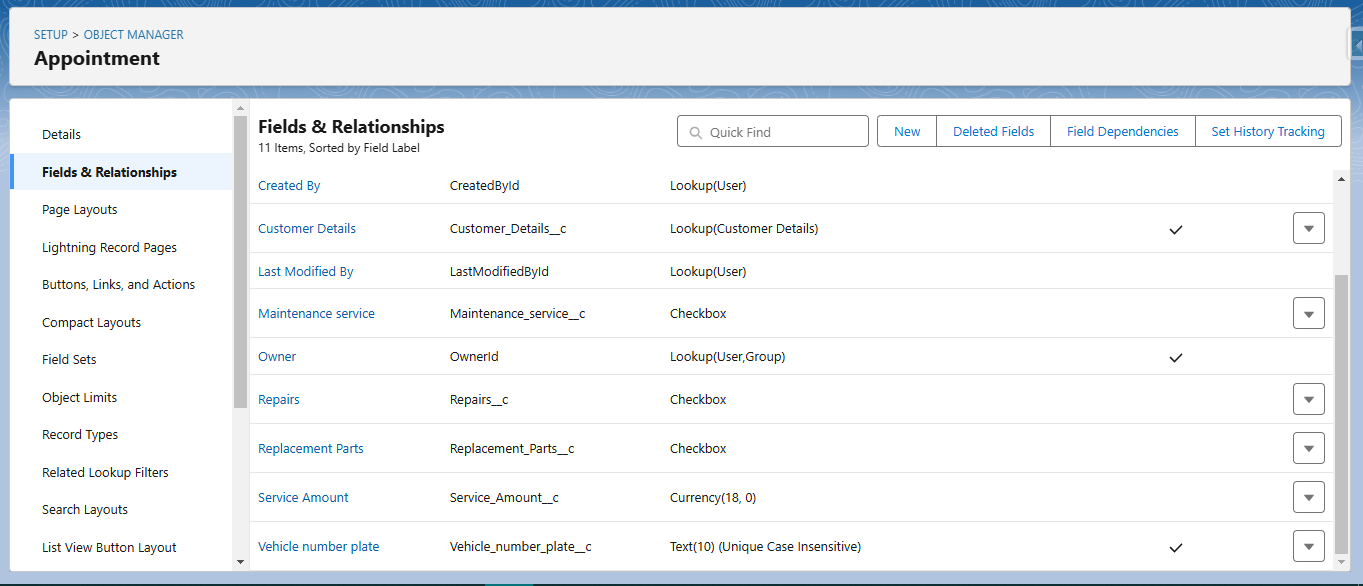 SETUP > OBJECT MANAGER
Appointment
Details
Fields & Relationships
Page Layouts
Lightning Record Pages
Buttons, Links, and Actions
Compact Layouts
Field Sets
Object Limits
Record Types
Related Lookup Filters
Search Layouts
List View Button Layout
Fields & Relationships
11 Items, Sorted by Field Label
Quick Find
New
Deleted Fields
Field Dependencies
Set History Tracking
Created By CreatedById Lookup(User)
Customer Details Customer_Details__c Lookup(Customer Details)
Last Modified By LastModifiedById Lookup(User)
Maintenance service Maintenance_service__c Checkbox
Owner OwnerId Lookup(User,Group)
Repairs Repairs__c Checkbox
Replacement Parts Replacement_Parts__c Checkbox
Service Amount Service_Amount__c Currency(18, 0)
Vehicle number plate Vehicle_number_plate__c Text(10) (Unique Case Insensitive)